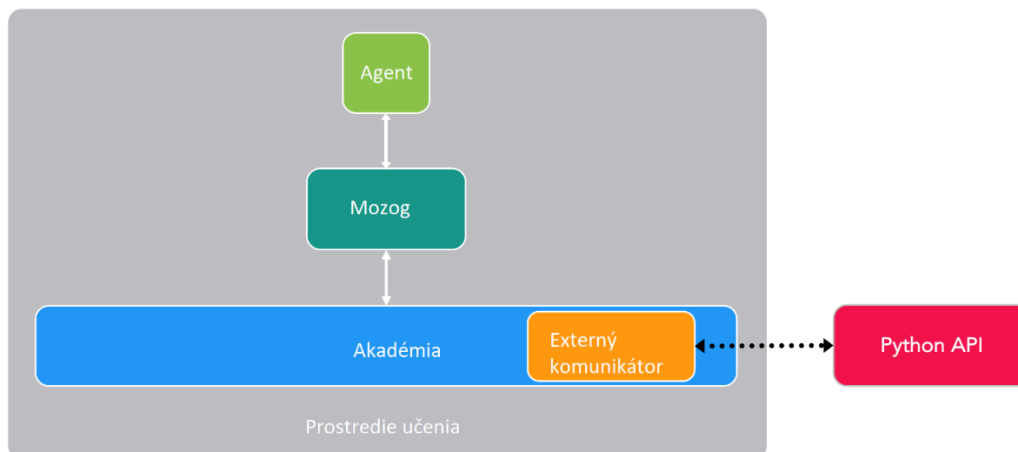 Agent
Mozog
Akadémia
Externý
komunikátor
Python API
Prostredie učenia